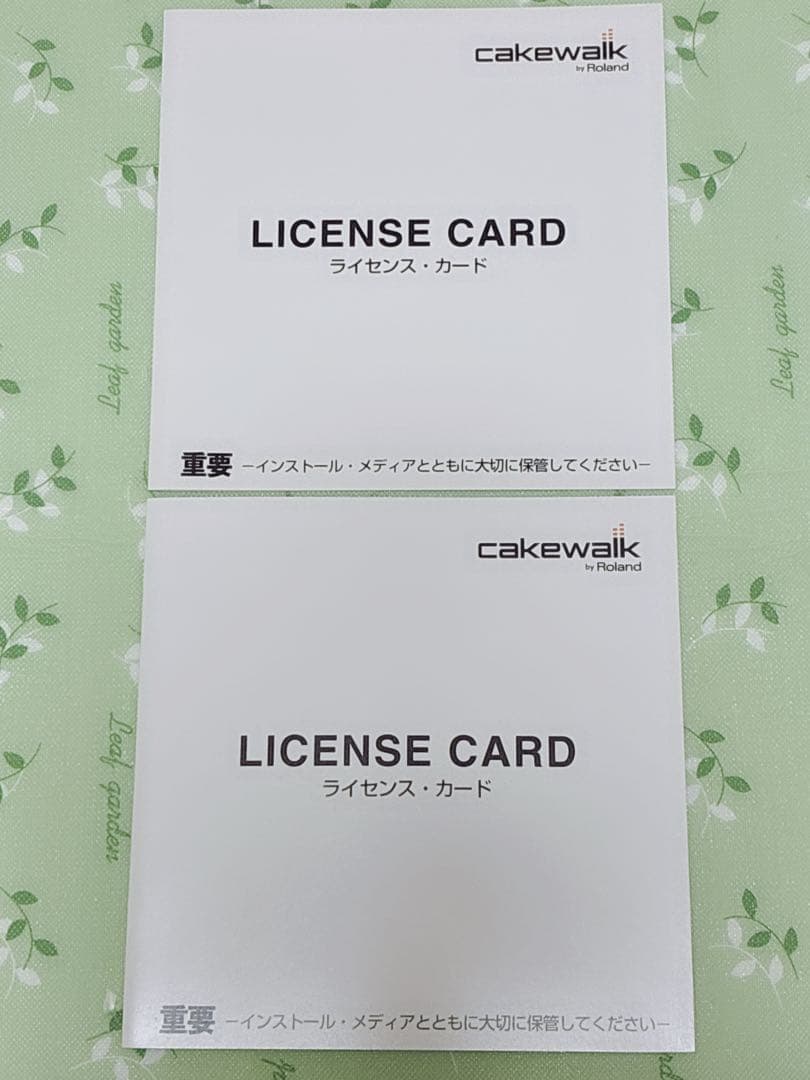 cakewalk
by Roland
LICENSE CARD
ライセンス・カード
重要 −インストール・メディアとともに大切に保管してください−
cakewalk
by Roland
LICENSE CARD
ライセンス・カード
重要 −インストール・メディアとともに大切に保管してください−
Leaf garden
Leaf garden
Leaf garden